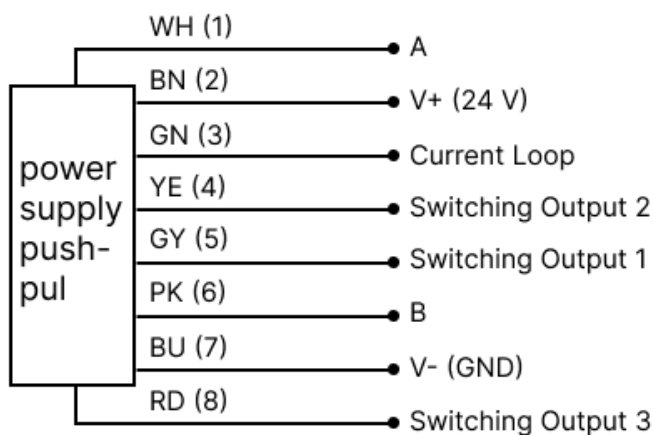 WH (1)
A
BN (2)
V+ (24 V)
GN (3)
Current Loop
YE (4)
Switching Output 2
GY (5)
Switching Output 1
PK (6)
B
BU (7)
V- (GND)
RD (8)
Switching Output 3
power
supply
push-
pul